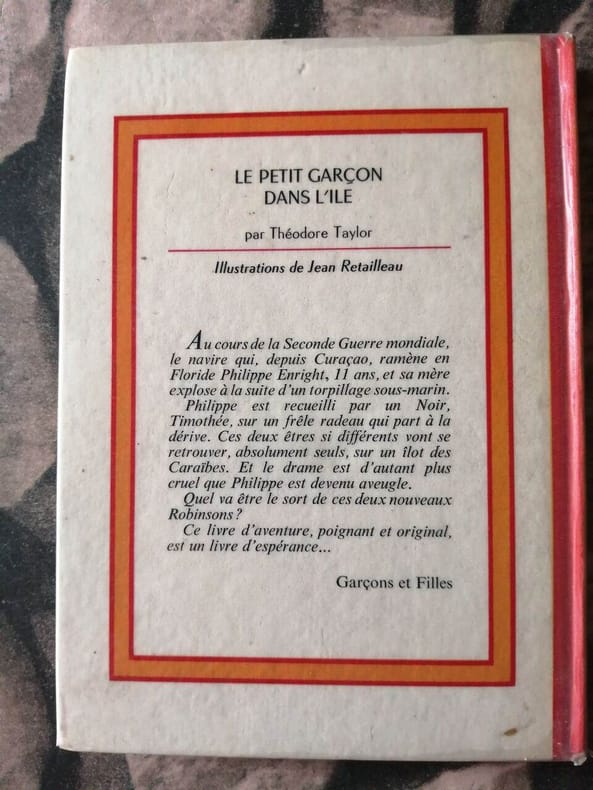 LE PETIT GARÇON
DANS L'ILE
par Théodore Taylor
Illustrations de Jean Retailleau
Au cours de la Seconde Guerre mondiale,
le navire qui, depuis Curaçao, ramène en
Floride Philippe Enright, 11 ans, et sa mère
explose à la suite d'un torpillage sous-marin.
Philippe est recueilli par un Noir,
Timothée, sur un frêle radeau qui part à la
dérive. Ces deux êtres si différents vont se
retrouver, absolument seuls, sur un îlot des
Caraïbes. Et le drame est d'autant plus
cruel que Philippe est devenu aveugle.
Quel va être le sort de ces deux nouveaux
Robinsons ?
Ce livre d'aventure, poignant et original,
est un livre d'espérance...
Garçons et Filles